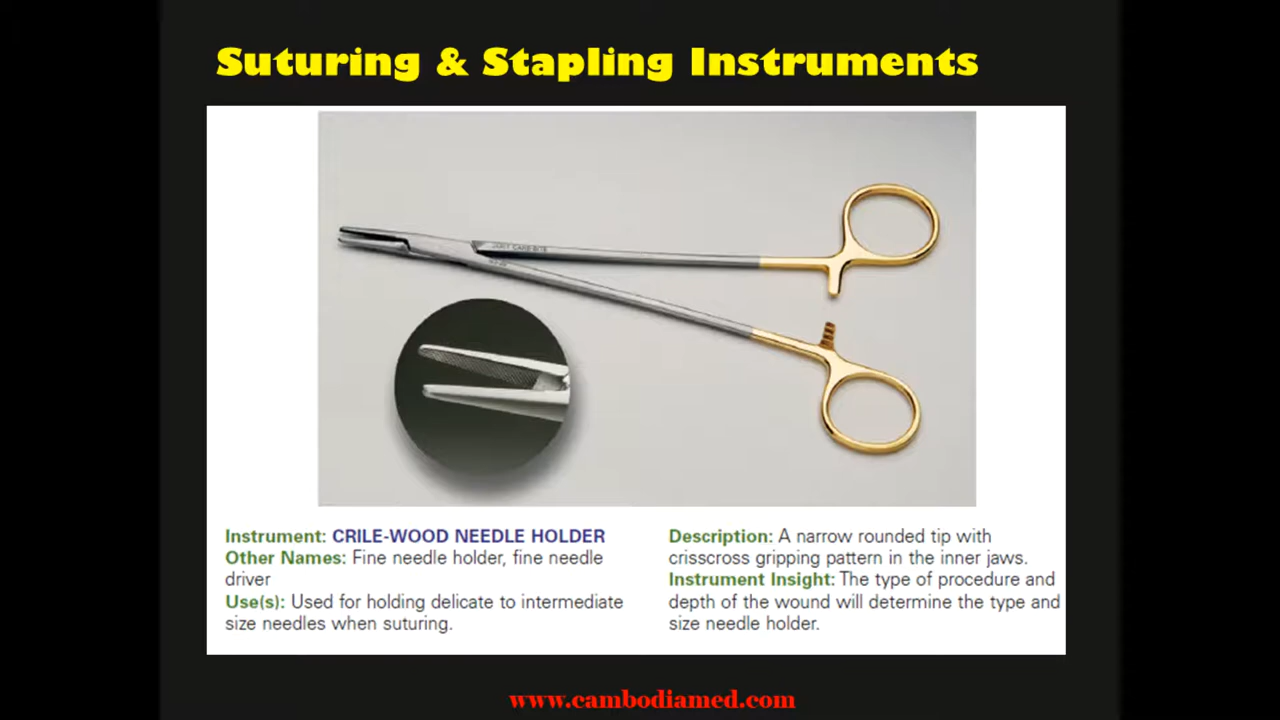 Suturing & Stapling Instruments
Instrument: CRILE-WOOD NEEDLE HOLDER
Other Names: Fine needle holder, fine needle
driver
Use(s): Used for holding delicate to intermediate
size needles when suturing.
Description: A narrow rounded tip with
crisscross gripping pattern in the inner jaws.
Instrument Insight: The type of procedure and
depth of the wound will determine the type and
size needle holder.
www.cambodiamed.com